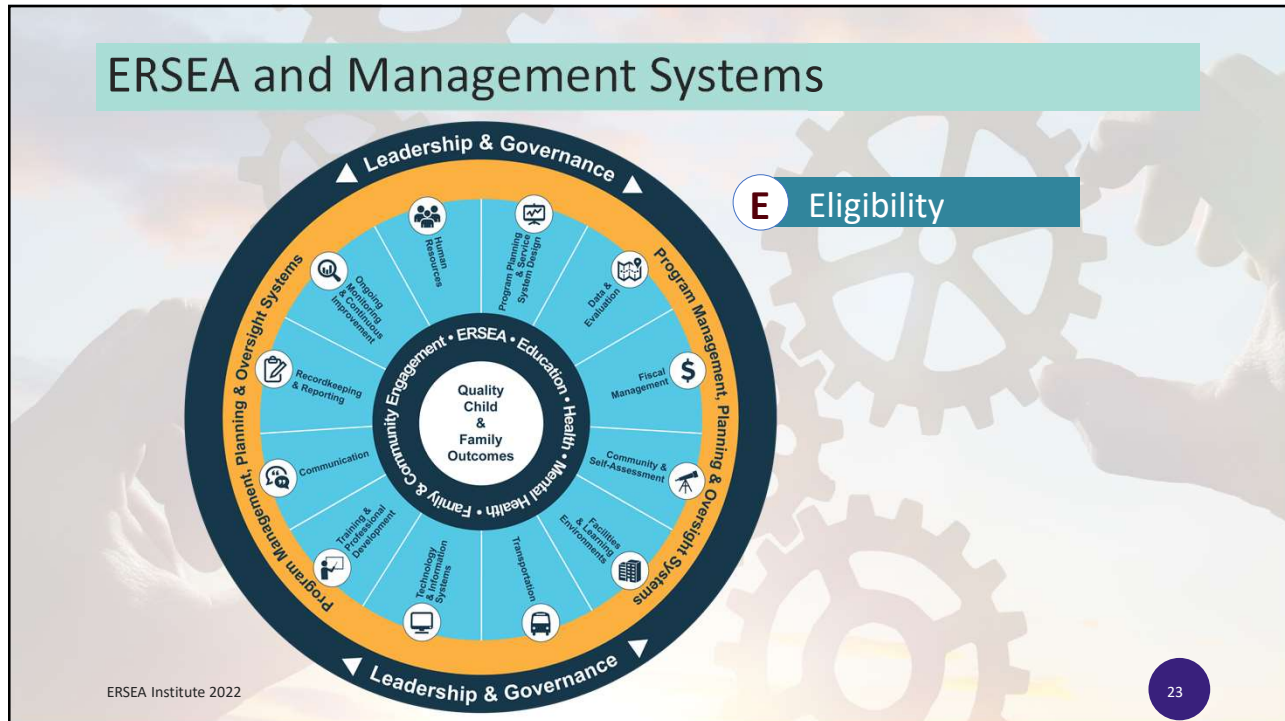 ERSEA and Management Systems
Leadership & Governance
E Eligibility
Program Management, Planning & Oversight Systems
Program Management, Planning & Oversight Systems
Human
Resources
Program Planning
& Service
System Design
Data &
Evaluation
Fiscal
Management
$
Community &
Self-Assessment
Facilities
& Learning
Environments
Transportation
Technology
& Information
Systems
Training &
Professional
Development
Communication
Recordkeeping
& Reporting
Ongoing
Monitoring
& Continuous
Improvement
ERSEA • Education • Health • Mental Health • Family & Community Engagement •
Quality
Child
&
Family
Outcomes
Leadership & Governance
ERSEA Institute 2022
23